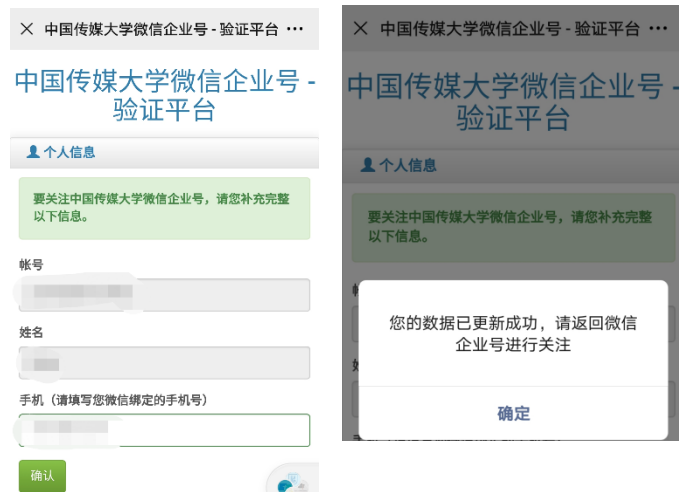 中国传媒大学微信企业号 - 验证平台 •••
中国传媒大学微信企业号 -
验证平台
个人信息
要关注中国传媒大学微信企业号，请您补充完整
以下信息。
帐号
姓名
手机（请填写您微信绑定的手机号）
确认
中国传媒大学微信企业号 - 验证平台 •••
中国传媒大学微信企业号 -
验证平台
个人信息
要关注中国传媒大学微信企业号，请您补充完整
以下信息。
您的数据已更新成功，请返回微信
企业号进行关注
确定